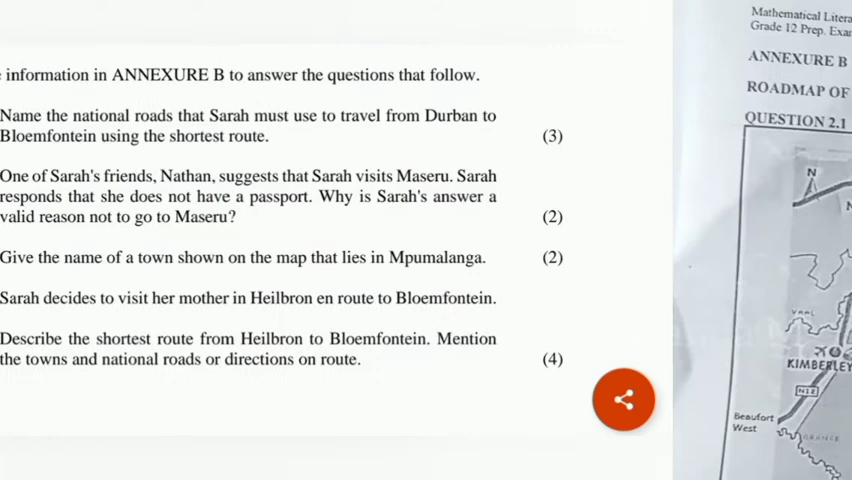 information in ANNEXURE B to answer the questions that follow.
Name the national roads that Sarah must use to travel from Durban to
Bloemfontein using the shortest route. (3)
One of Sarah's friends, Nathan, suggests that Sarah visits Maseru. Sarah
responds that she does not have a passport. Why is Sarah's answer a
valid reason not to go to Maseru? (2)
Give the name of a town shown on the map that lies in Mpumalanga. (2)
Sarah decides to visit her mother in Heilbron en route to Bloemfontein.
Describe the shortest route from Heilbron to Bloemfontein. Mention
the towns and national roads or directions on route. (4)
Mathematical Litera
Grade 12 Prep. Exa
ANNEXURE B
ROADMAP OF
QUESTION 2.1
N
N
VAAL
KIMBERLEY
N12
Beaufort
West
ORANGE